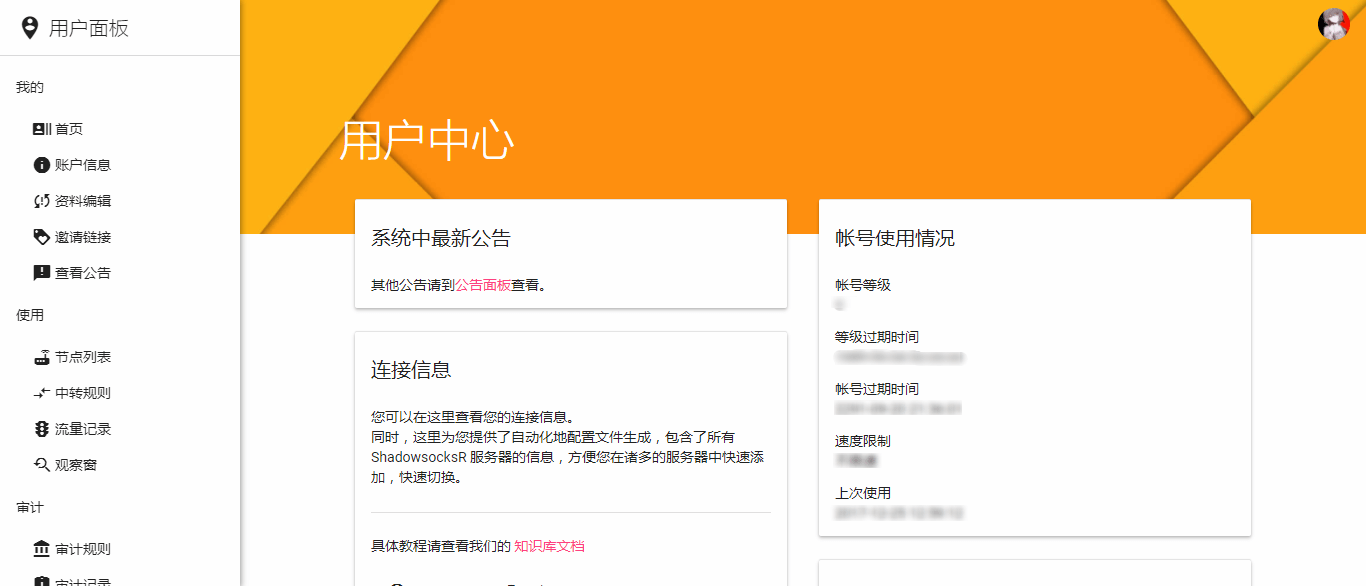 用户面板
我的
首页
账户信息
资料编辑
邀请链接
查看公告
使用
节点列表
中转规则
流量记录
观察窗
审计
审计规则
审计记录
用户中心
系统中最新公告
其他公告请到公告面板查看。
连接信息
您可以在这里查看您的连接信息。
同时，这里为您提供了自动化地配置文件生成，包含了所有
ShadowsocksR 服务器的信息，方便您在诸多的服务器中快速添
加，快速切换。
具体教程请查看我们的 知识库文档
帐号使用情况
帐号等级
等级过期时间
帐号过期时间
速度限制
上次使用